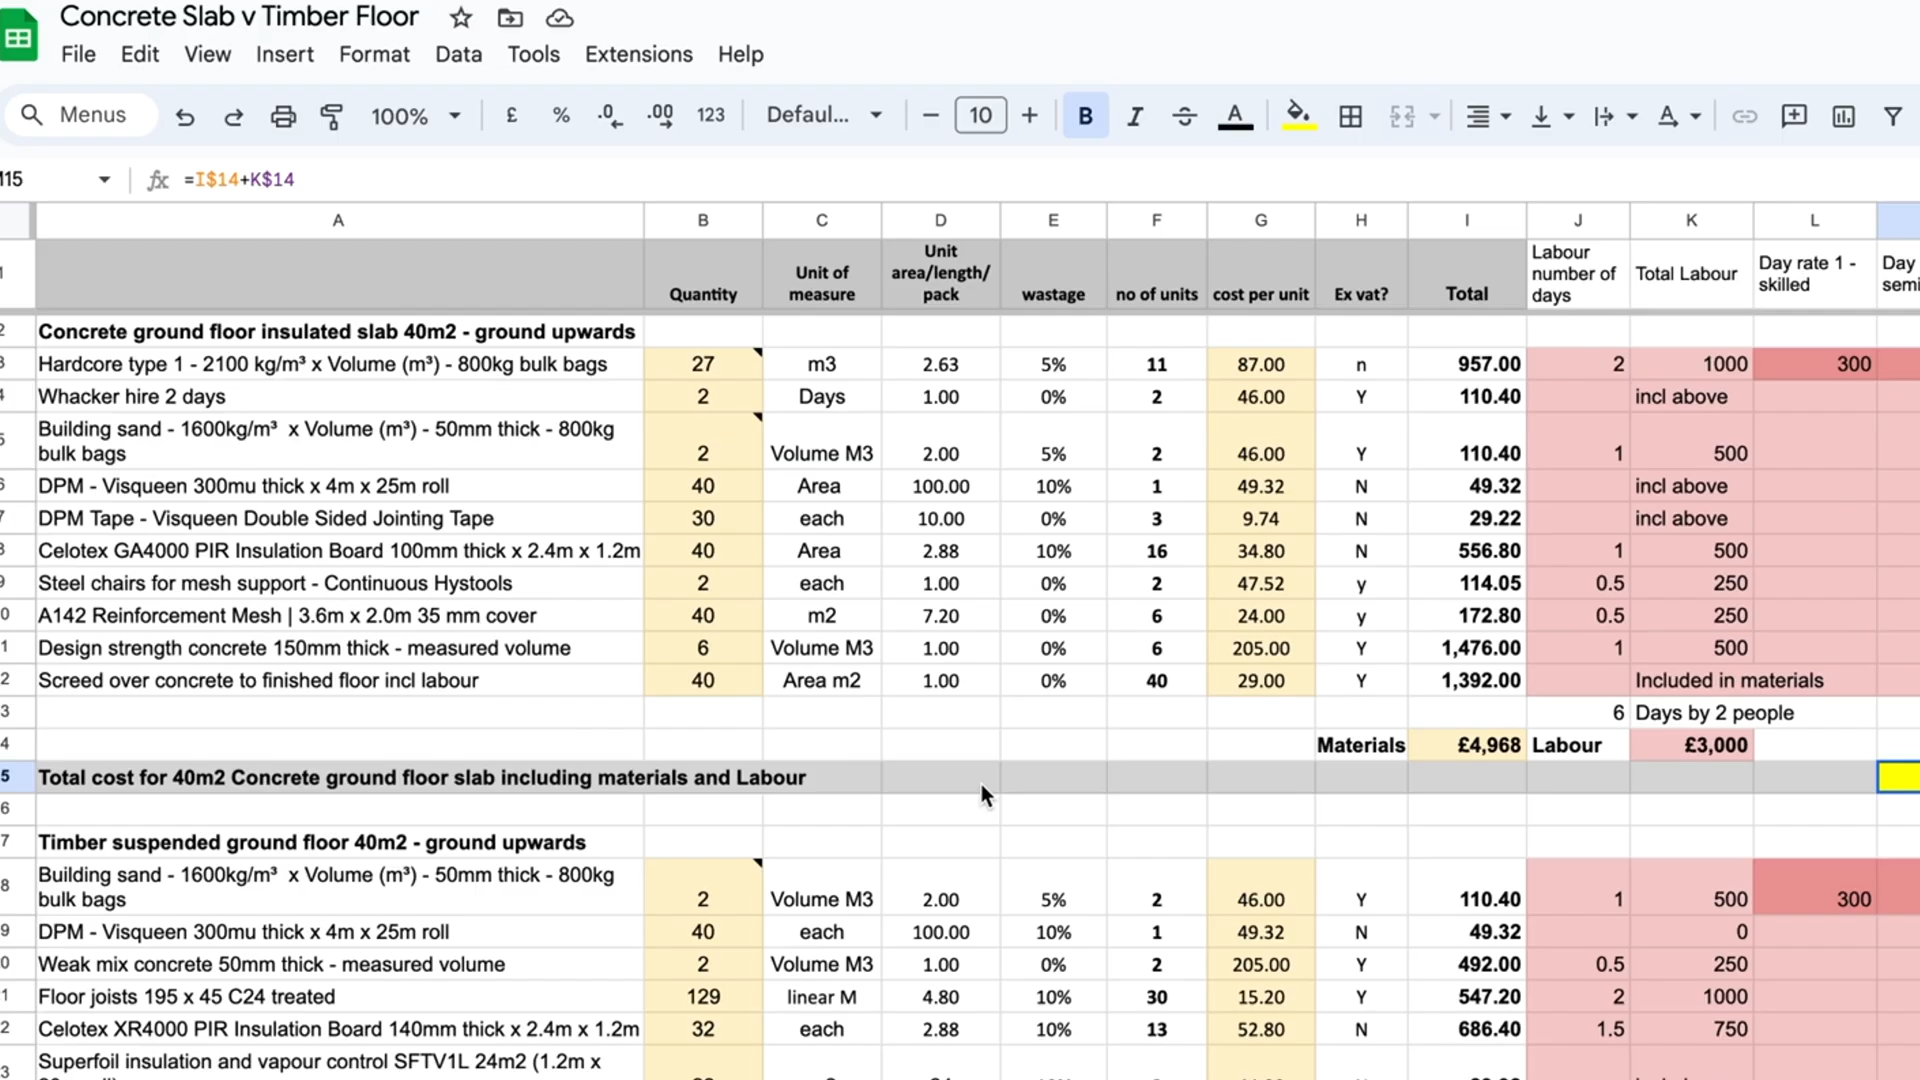 Concrete Slab v Timber Floor
File Edit View Insert Format Data Tools Extensions Help
Menus 100% £ % .0 .00 123 Defaul... 10 B I A
fx =I$14+K$14
A B C D E F G H I J K L
Quantity Unit of measure Unit area/length/ pack wastage no of units cost per unit Ex vat? Total Labour number of days Total Labour Day rate 1 - skilled Day
Concrete ground floor insulated slab 40m2 - ground upwards
Hardcore type 1 - 2100 kg/m³ x Volume (m³) - 800kg bulk bags 27 m3 2.63 5% 11 87.00 n 957.00 2 1000 300
Whacker hire 2 days 2 Days 1.00 0% 2 46.00 Y 110.40 incl above
Building sand - 1600kg/m³ x Volume (m³) - 50mm thick - 800kg
bulk bags 2 Volume M3 2.00 5% 2 46.00 Y 110.40 1 500
DPM - Visqueen 300mu thick x 4m x 25m roll 40 Area 100.00 10% 1 49.32 N 49.32 incl above
DPM Tape - Visqueen Double Sided Jointing Tape 30 each 10.00 0% 3 9.74 N 29.22 incl above
Celotex GA4000 PIR Insulation Board 100mm thick x 2.4m x 1.2m 40 Area 2.88 10% 16 34.80 N 556.80 1 500
Steel chairs for mesh support - Continuous Hystools 2 each 1.00 0% 2 47.52 y 114.05 0.5 250
A142 Reinforcement Mesh | 3.6m x 2.0m 35 mm cover 40 m2 7.20 0% 6 24.00 y 172.80 0.5 250
Design strength concrete 150mm thick - measured volume 6 Volume M3 1.00 0% 6 205.00 Y 1,476.00 1 500
Screed over concrete to finished floor incl labour 40 Area m2 1.00 0% 40 29.00 Y 1,392.00 Included in materials
6 Days by 2 people
Materials £4,968 Labour £3,000
Total cost for 40m2 Concrete ground floor slab including materials and Labour
Timber suspended ground floor 40m2 - ground upwards
Building sand - 1600kg/m³ x Volume (m³) - 50mm thick - 800kg
bulk bags 2 Volume M3 2.00 5% 2 46.00 Y 110.40 1 500 300
DPM - Visqueen 300mu thick x 4m x 25m roll 40 each 100.00 10% 1 49.32 N 49.32 0
Weak mix concrete 50mm thick - measured volume 2 Volume M3 1.00 0% 2 205.00 Y 492.00 0.5 250
Floor joists 195 x 45 C24 treated 129 linear M 4.80 10% 30 15.20 Y 547.20 2 1000
Celotex XR4000 PIR Insulation Board 140mm thick x 2.4m x 1.2m 32 each 2.88 10% 13 52.80 N 686.40 1.5 750
Superfoil insulation and vapour control SFTV1L 24m2 (1.2m x